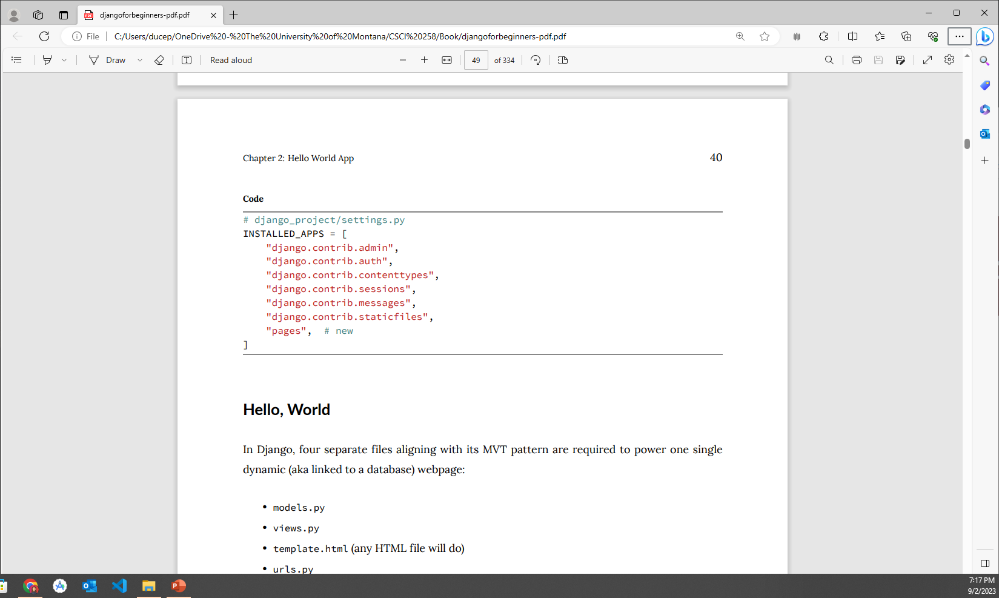 djangoforbeginners-pdf.pdf
File
C:/Users/ducep/OneDrive%20-%20The%20University%20of%20Montana/CSCI%20258/Book/djangoforbeginners-pdf.pdf
Draw
Read aloud
49 of 334
Chapter 2: Hello World App
40
Code
# django_project/settings.py
INSTALLED_APPS = [
    "django.contrib.admin",
    "django.contrib.auth",
    "django.contrib.contenttypes",
    "django.contrib.sessions",
    "django.contrib.messages",
    "django.contrib.staticfiles",
    "pages",  # new
]
Hello, World
In Django, four separate files aligning with its MVT pattern are required to power one single
dynamic (aka linked to a database) webpage:
• models.py
• views.py
• template.html (any HTML file will do)
• urls.py
7:17 PM
9/2/2023